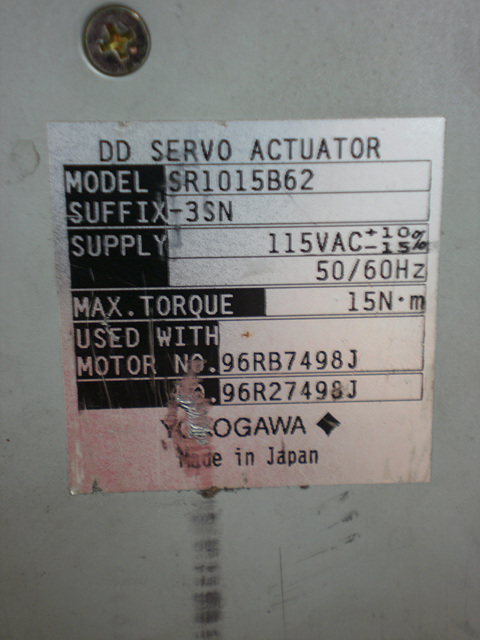 DD SERVO ACTUATOR
MODEL SR1015B62
SUFFIX-3SN
SUPPLY 115VAC+10%-15%
50/60Hz
MAX.TORQUE 15N·m
USED WITH
MOTOR NO.96RB7498J
NO.96R27498J
YOKOGAWA
Made in Japan